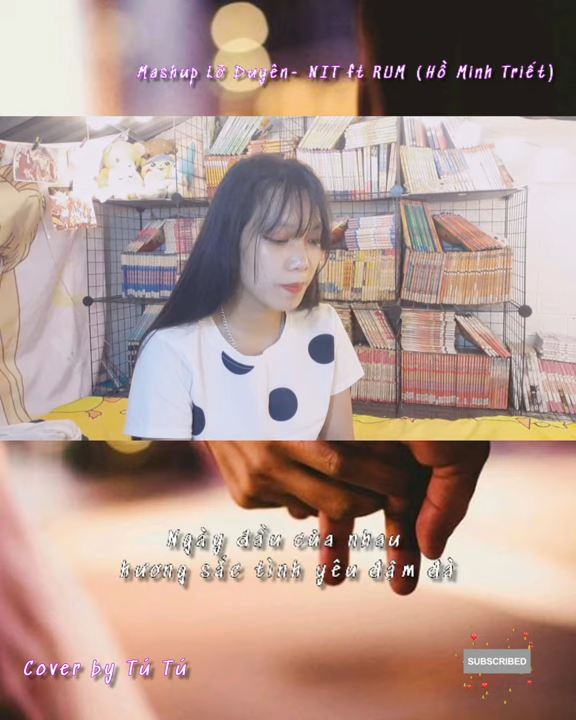 Mashup Lỡ Duyên- NIT ft RUM (Hồ Minh Triết)
Ngày đầu của nhau
hương sắc tình yêu đậm đà
Cover by Tú Tú
SUBSCRIBED